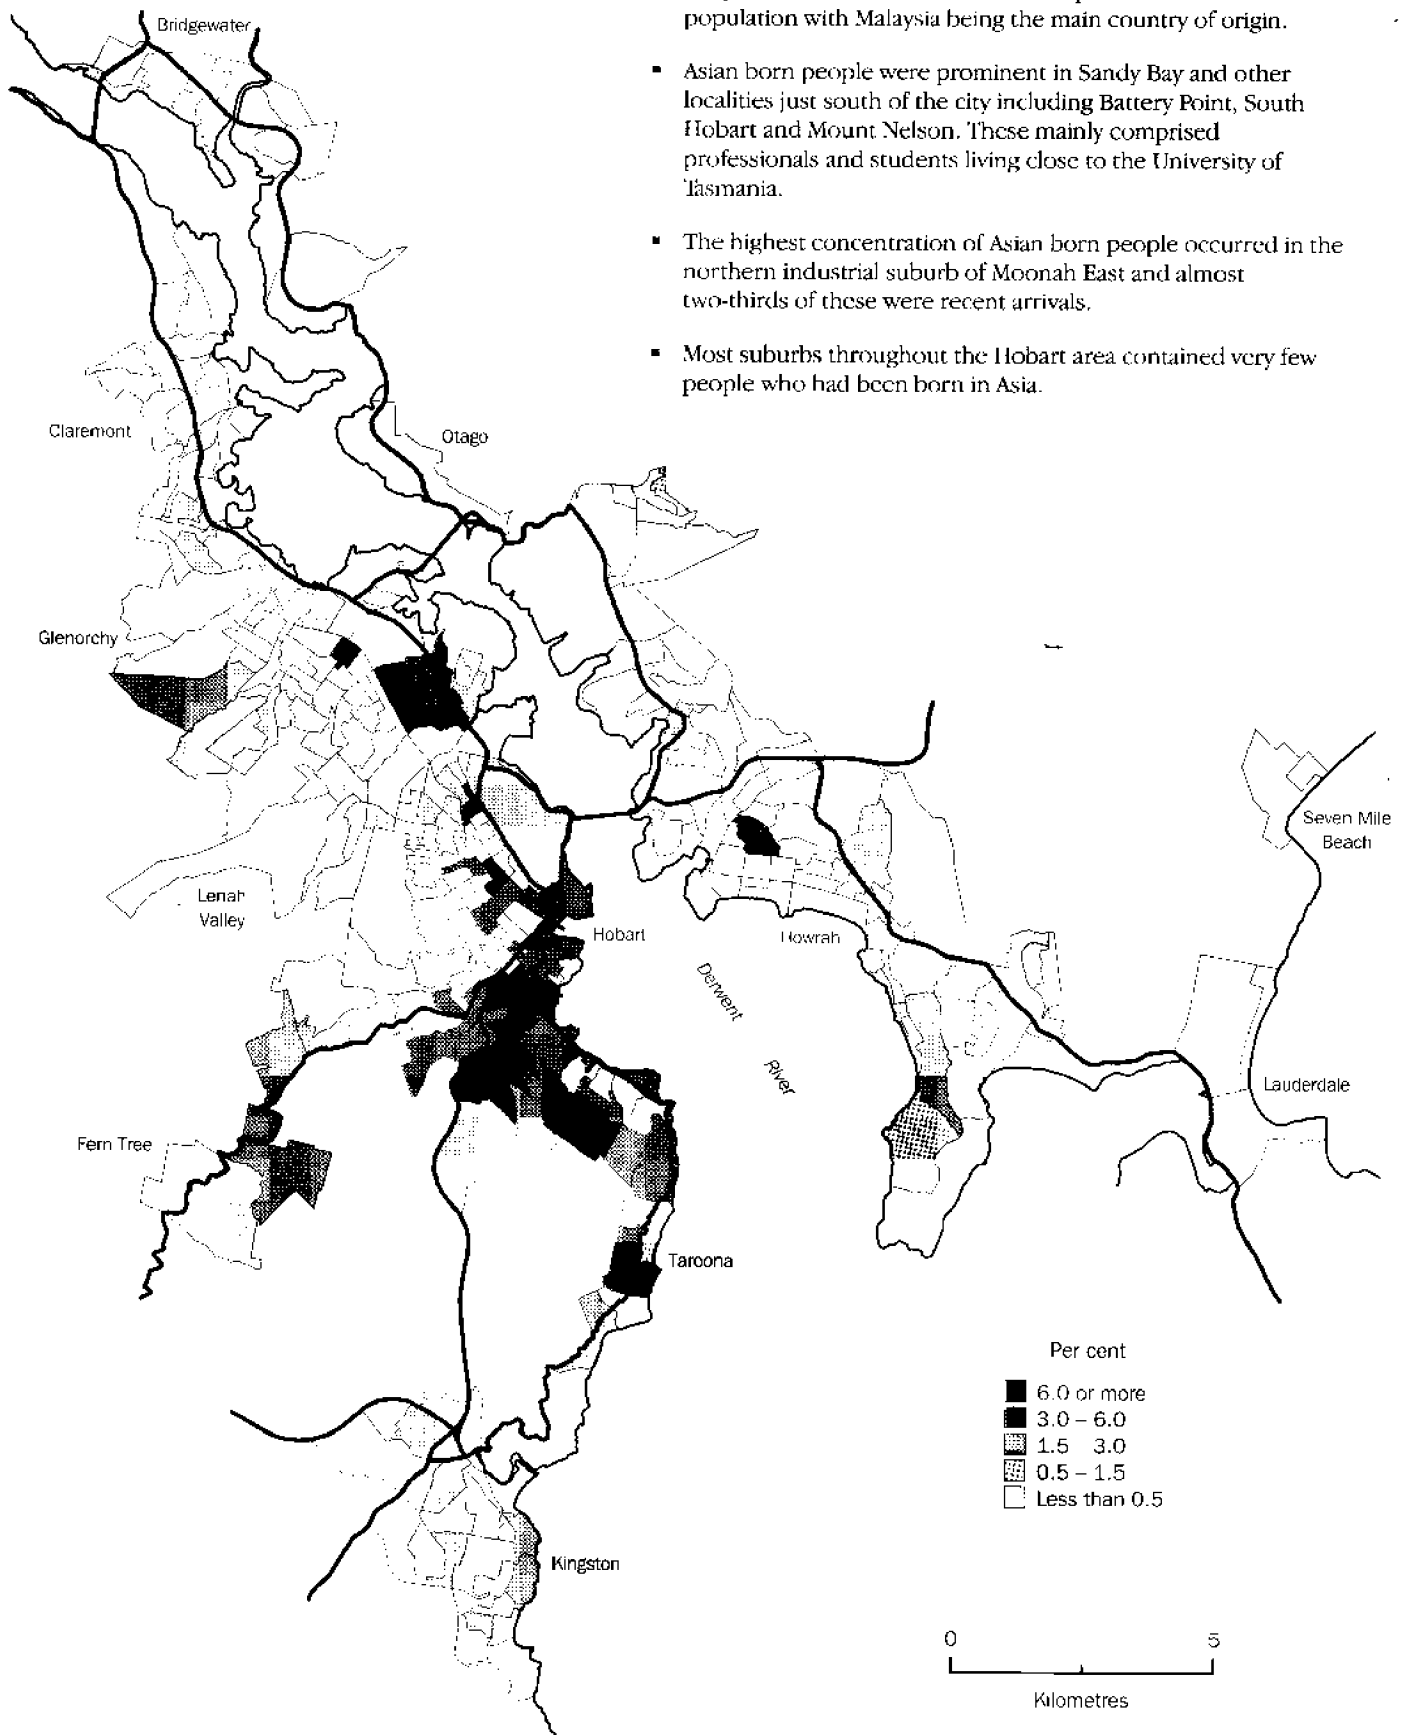 population with Malaysia being the main country of origin.
▪ Asian born people were prominent in Sandy Bay and other
localities just south of the city including Battery Point, South
Hobart and Mount Nelson. These mainly comprised
professionals and students living close to the University of
Tasmania.
▪ The highest concentration of Asian born people occurred in the
northern industrial suburb of Moonah East and almost
two-thirds of these were recent arrivals.
▪ Most suburbs throughout the Hobart area contained very few
people who had been born in Asia.
Bridgewater
Claremont
Otago
Glenorchy
Seven Mile
Beach
Lenah
Valley
Hobart
Howrah
Derwent
River
Lauderdale
Fern Tree
Taroona
Per cent
6.0 or more
3.0 – 6.0
1.5 3.0
0.5 – 1.5
Less than 0.5
Kingston
0 5
Kilometres